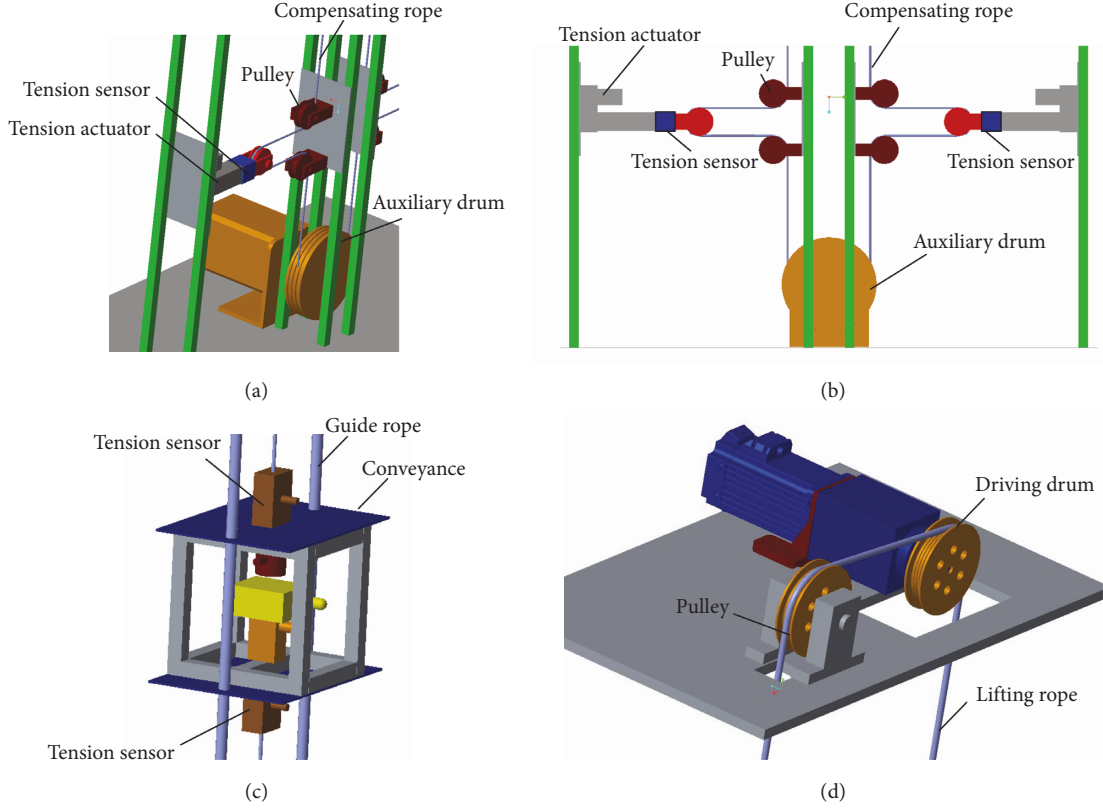 Compensating rope
Pulley
Tension sensor
Tension actuator
Auxiliary drum
(a)
Compensating rope
Tension actuator
Pulley
Tension sensor
Tension sensor
Auxiliary drum
(b)
Guide rope
Tension sensor
Conveyance
Tension sensor
(c)
Driving drum
Pulley
Lifting rope
(d)